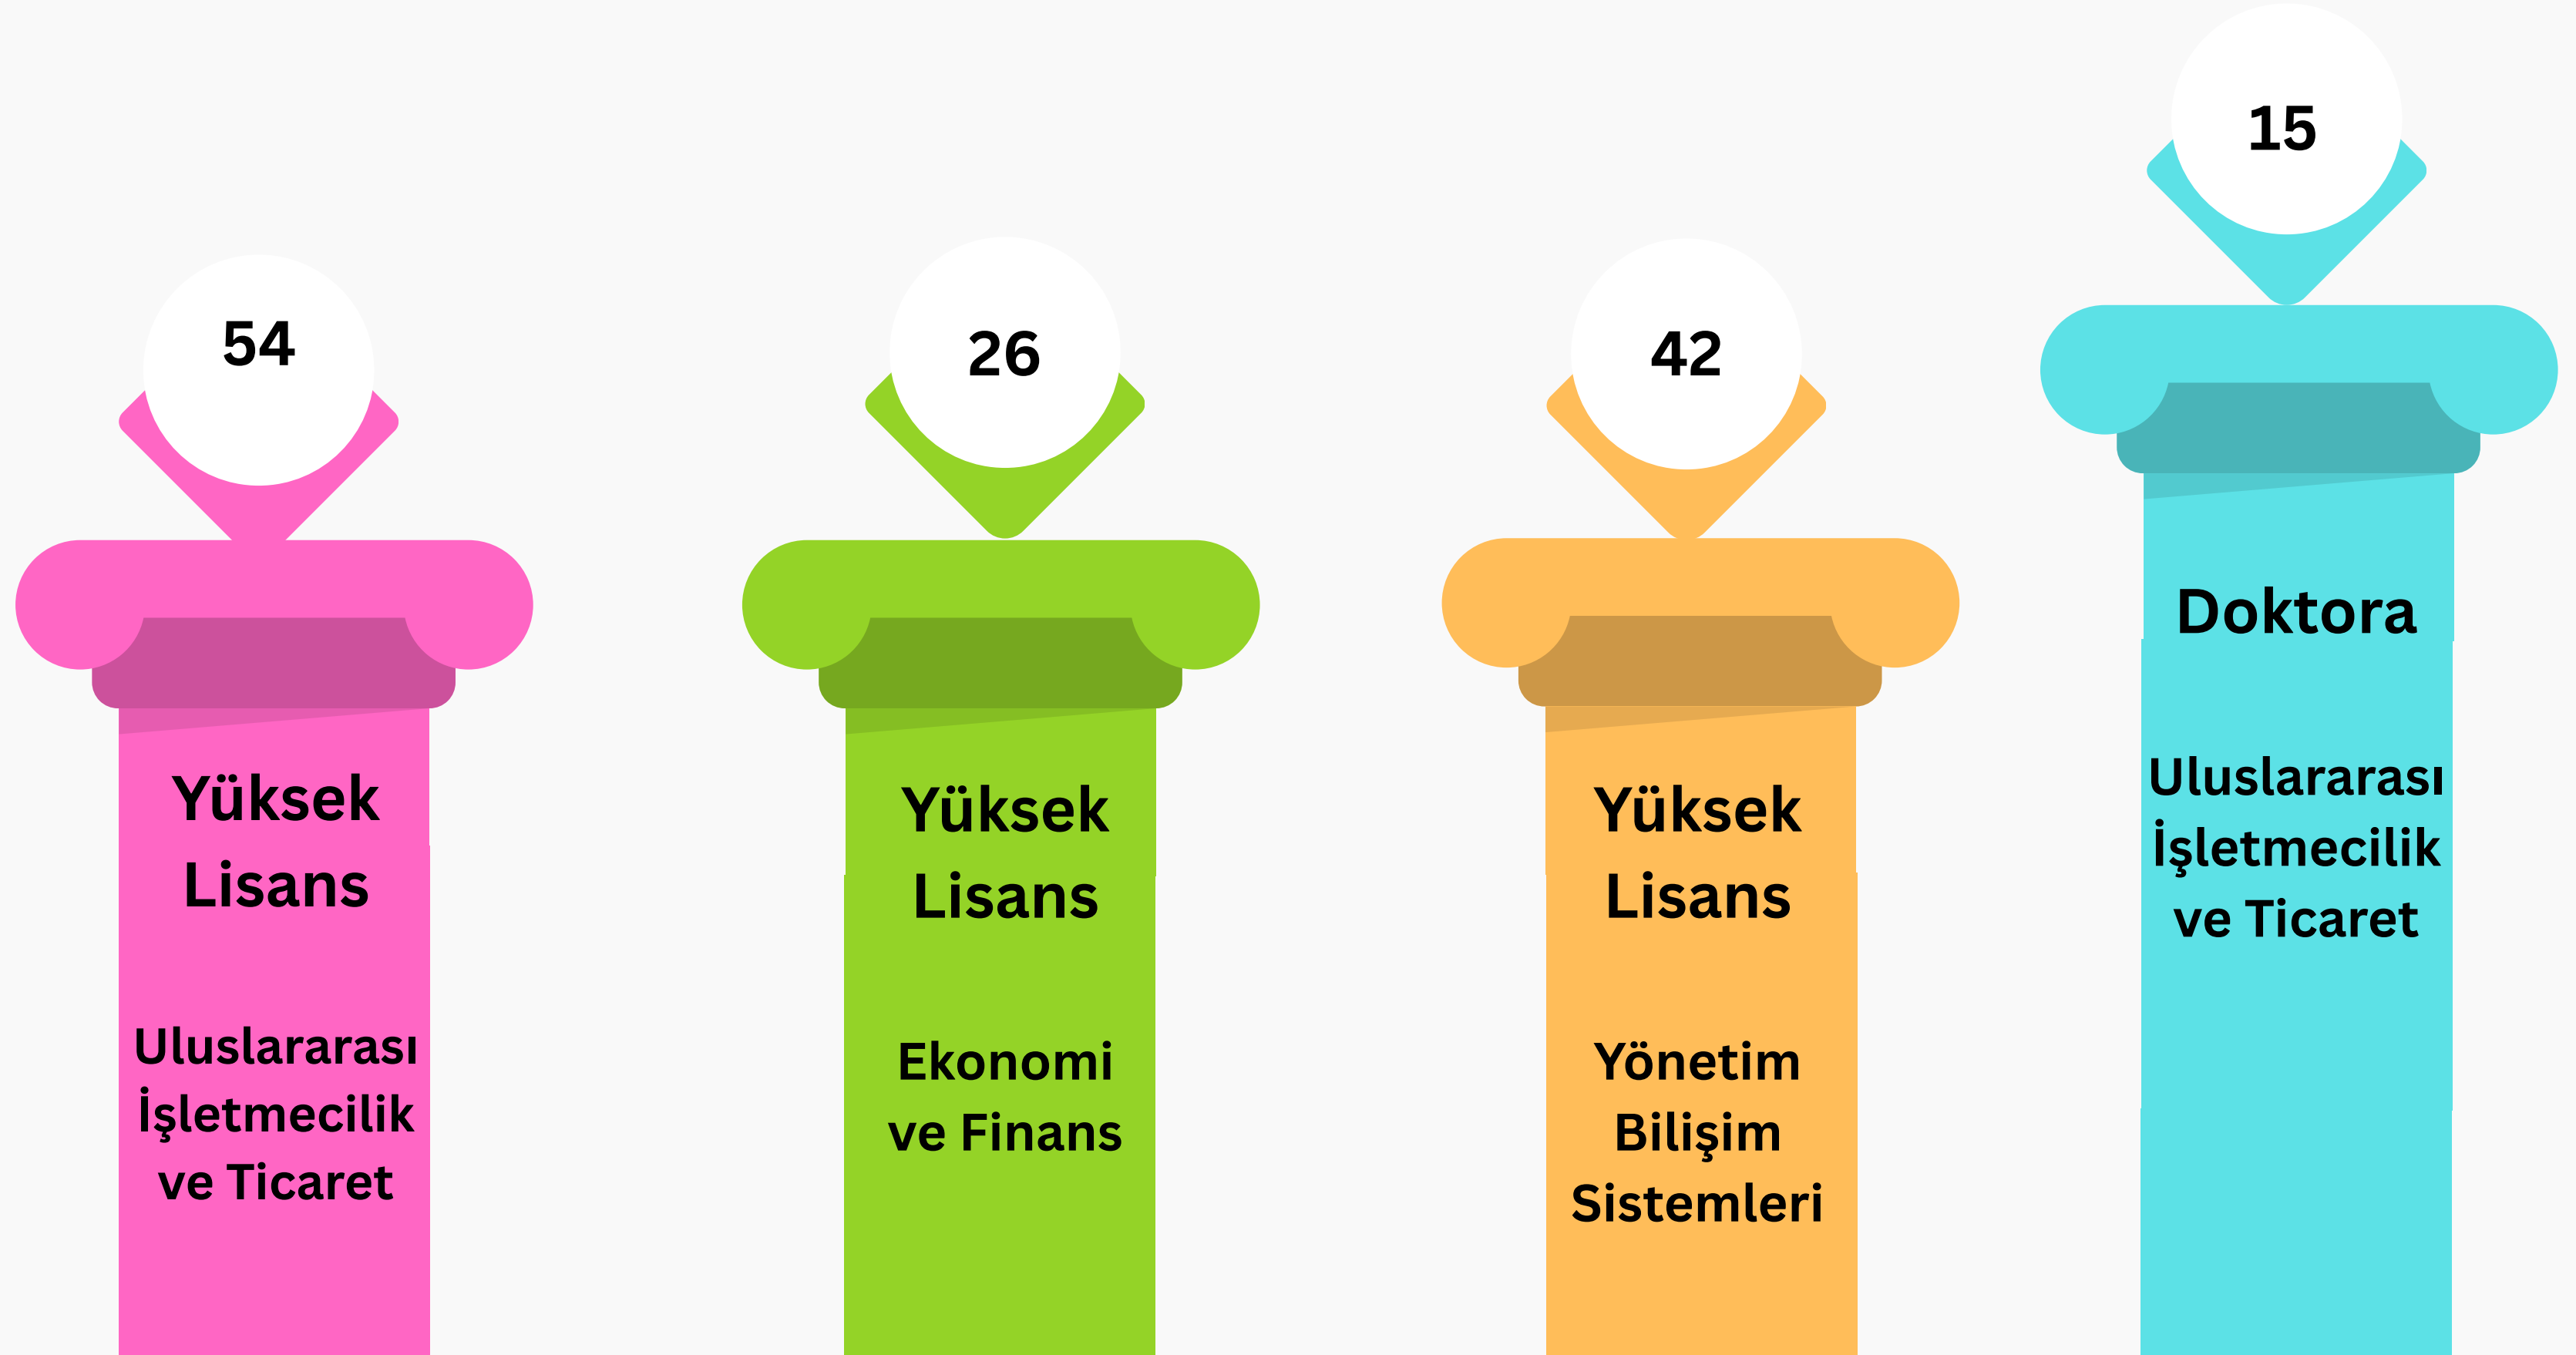 54
Yüksek
Lisans
Uluslararası
İşletmecilik
ve Ticaret
26
Yüksek
Lisans
Ekonomi
ve Finans
42
Yüksek
Lisans
Yönetim
Bilişim
Sistemleri
15
Doktora
Uluslararası
İşletmecilik
ve Ticaret